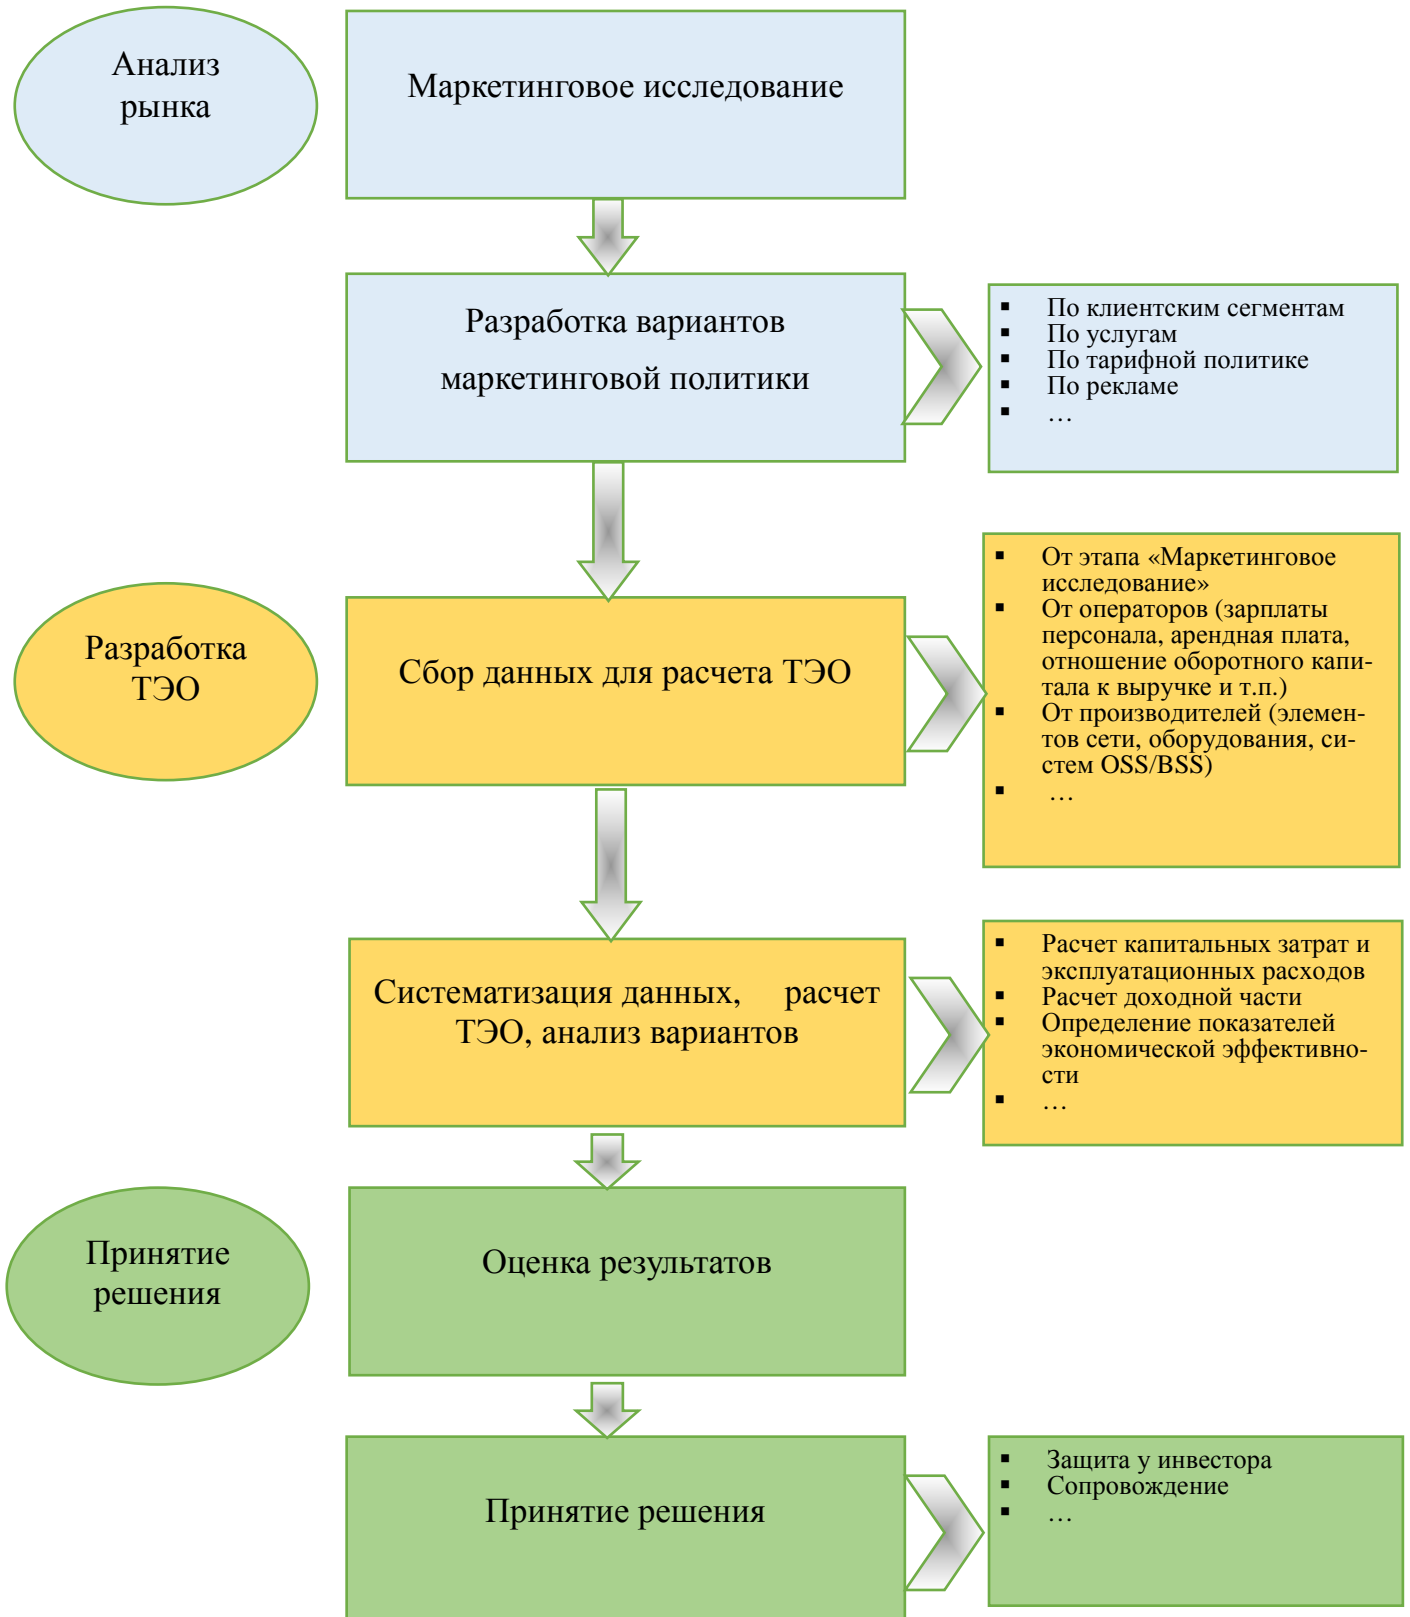 Анализ
рынка
Маркетинговое исследование
Разработка вариантов
маркетинговой политики
▪ По клиентским сегментам
▪ По услугам
▪ По тарифной политике
▪ По рекламе
▪ …
Разработка
ТЭО
Сбор данных для расчета ТЭО
▪ От этапа «Маркетинговое
исследование»
▪ От операторов (зарплаты
персонала, арендная плата,
отношение оборотного капи-
тала к выручке и т.п.)
▪ От производителей (элемен-
тов сети, оборудования, си-
стем OSS/BSS)
▪ …
Систематизация данных, расчет
ТЭО, анализ вариантов
▪ Расчет капитальных затрат и
эксплуатационных расходов
▪ Расчет доходной части
▪ Определение показателей
экономической эффективно-
сти
▪ …
Принятие
решения
Оценка результатов
Принятие решения
▪ Защита у инвестора
▪ Сопровождение
▪ …